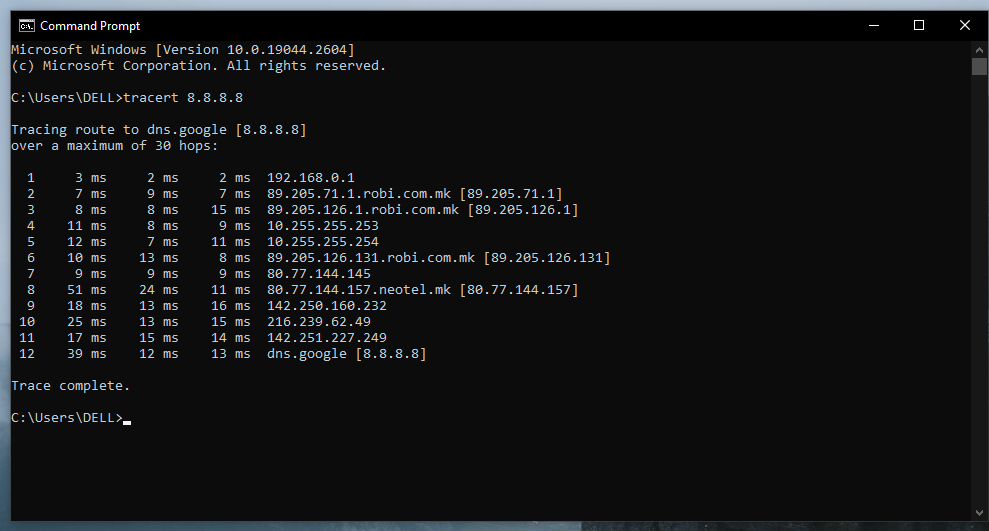 Command Prompt
Microsoft Windows [Version 10.0.19044.2604]
(c) Microsoft Corporation. All rights reserved.
C:\Users\DELL>tracert 8.8.8.8
Tracing route to dns.google [8.8.8.8]
over a maximum of 30 hops:
  1     3 ms     2 ms     2 ms  192.168.0.1
  2     7 ms     9 ms     7 ms  89.205.71.1.robi.com.mk [89.205.71.1]
  3     8 ms     8 ms    15 ms  89.205.126.1.robi.com.mk [89.205.126.1]
  4    11 ms     8 ms     9 ms  10.255.255.253
  5    12 ms     7 ms    11 ms  10.255.255.254
  6    10 ms    13 ms     8 ms  89.205.126.131.robi.com.mk [89.205.126.131]
  7     9 ms     9 ms     9 ms  80.77.144.145
  8    51 ms    24 ms    11 ms  80.77.144.157.neotel.mk [80.77.144.157]
  9    18 ms    13 ms    16 ms  142.250.160.232
 10    25 ms    13 ms    15 ms  216.239.62.49
 11    17 ms    15 ms    14 ms  142.251.227.249
 12    39 ms    12 ms    13 ms  dns.google [8.8.8.8]
Trace complete.
C:\Users\DELL>